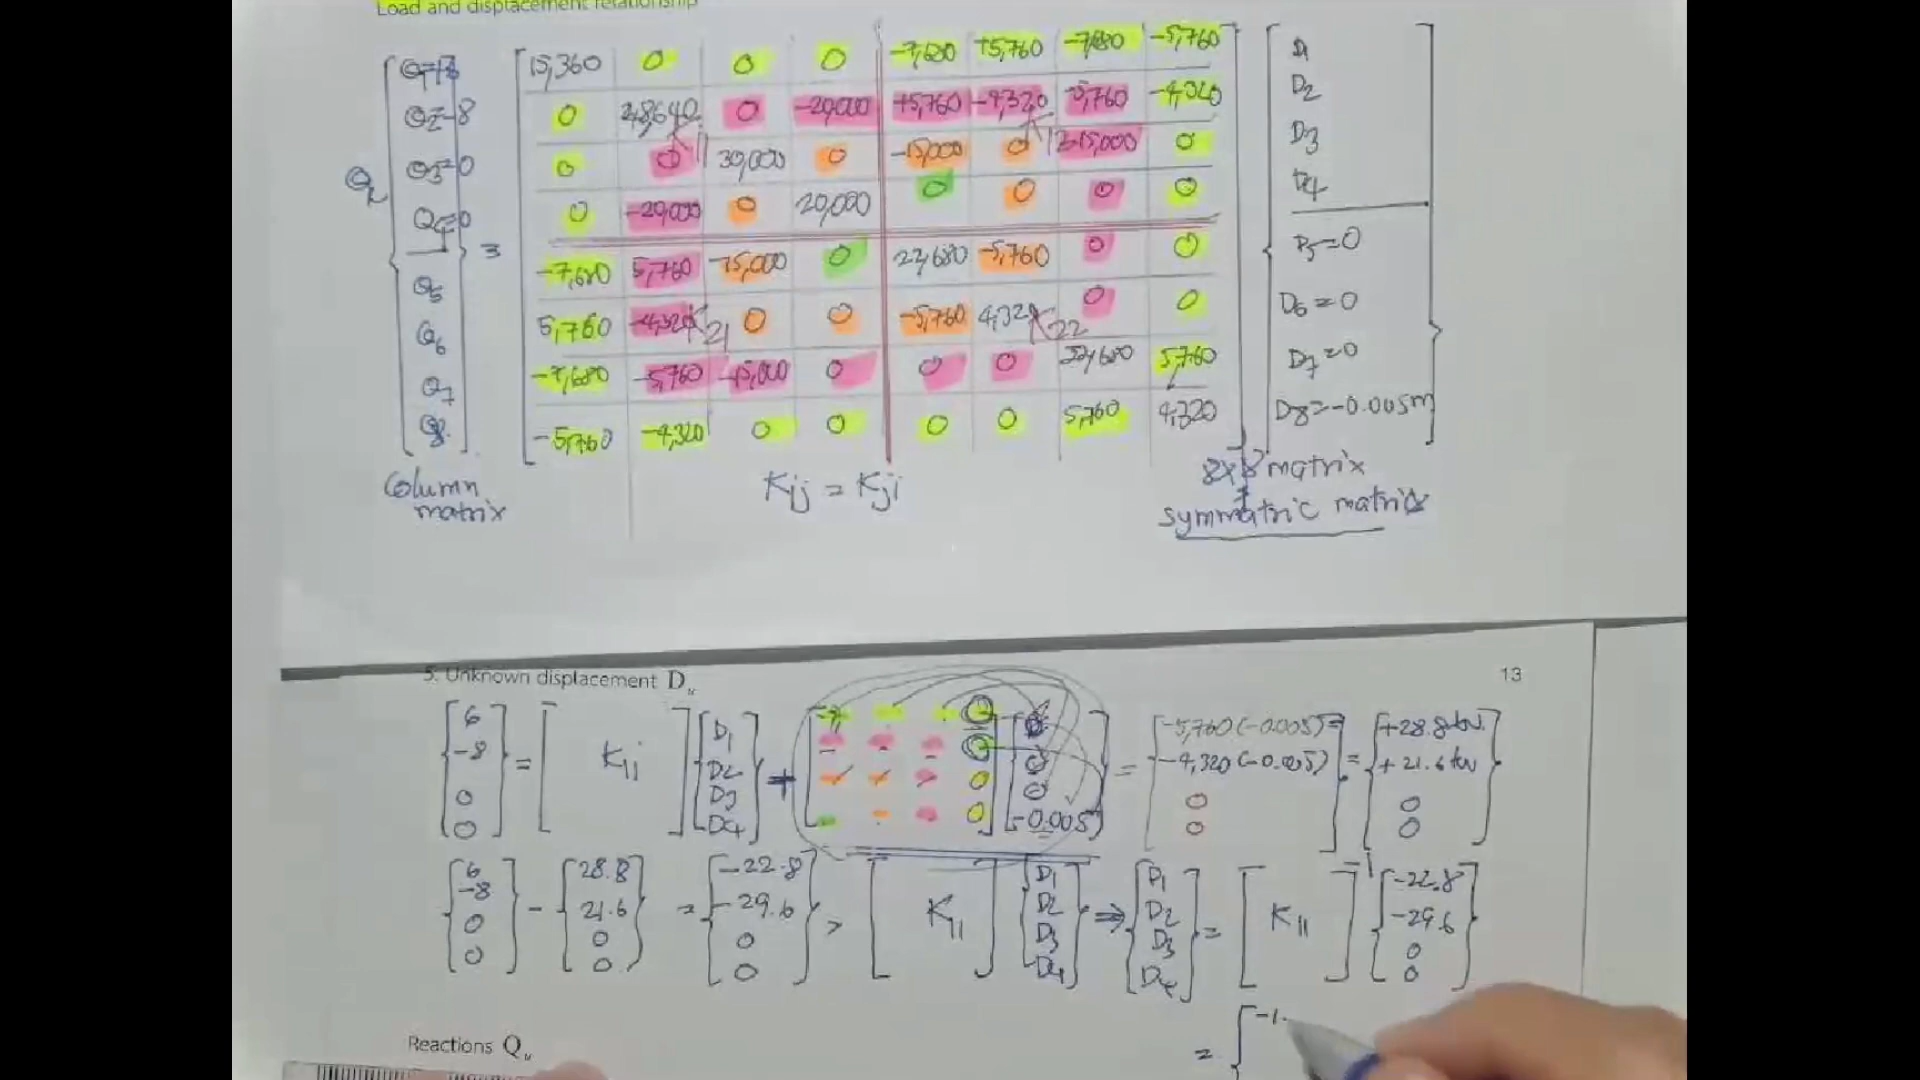 Load and displacement relationship
Q1=+6 15,360 0 0 0 -7,680 +5,760 -7,680 -5,760 D1
Q2-8 0 28,640 0 -20,000 +5,760 -4,320 -5,760 -4,320 D2
Q3=0 0 0 30,000 0 -15,000 0 -15,000 0 D3
Q4=0 0 -20,000 0 20,000 0 0 0 0 D4
Qk =
K11 K12
Q5 -7,680 5,760 -15,000 0 22,680 -5,760 0 0 D5=0
Q6 5,760 -4,320 0 0 -5,760 4,320 0 0 D6=0
K21 K22
Q7 -7,680 -5,760 -15,000 0 0 0 22,680 5,760 D7=0
Q8 -5,760 -4,320 0 0 0 0 5,760 4,320 D8=-0.005m
Column matrix
Kij = Kji
8x8 matrix
symmatric matrix
5. Unknown displacement Du 13
6 D1 0 -5,760(-0.005) +28.8 ton
-8 = K11 D2 + 0 = -4,320(-0.005) = +21.6 ton
0 D3 0 0 0
0 D4 -0.005 0 0
6 28.8 -22.8 D1 D1 -1 -22.8
-8 - 21.6 = -29.6 = K11 D2 ⇒ D2 = K11 -29.6
0 0 0 D3 D3 0
0 0 0 D4 D4 0
= -1.
Reactions Qu